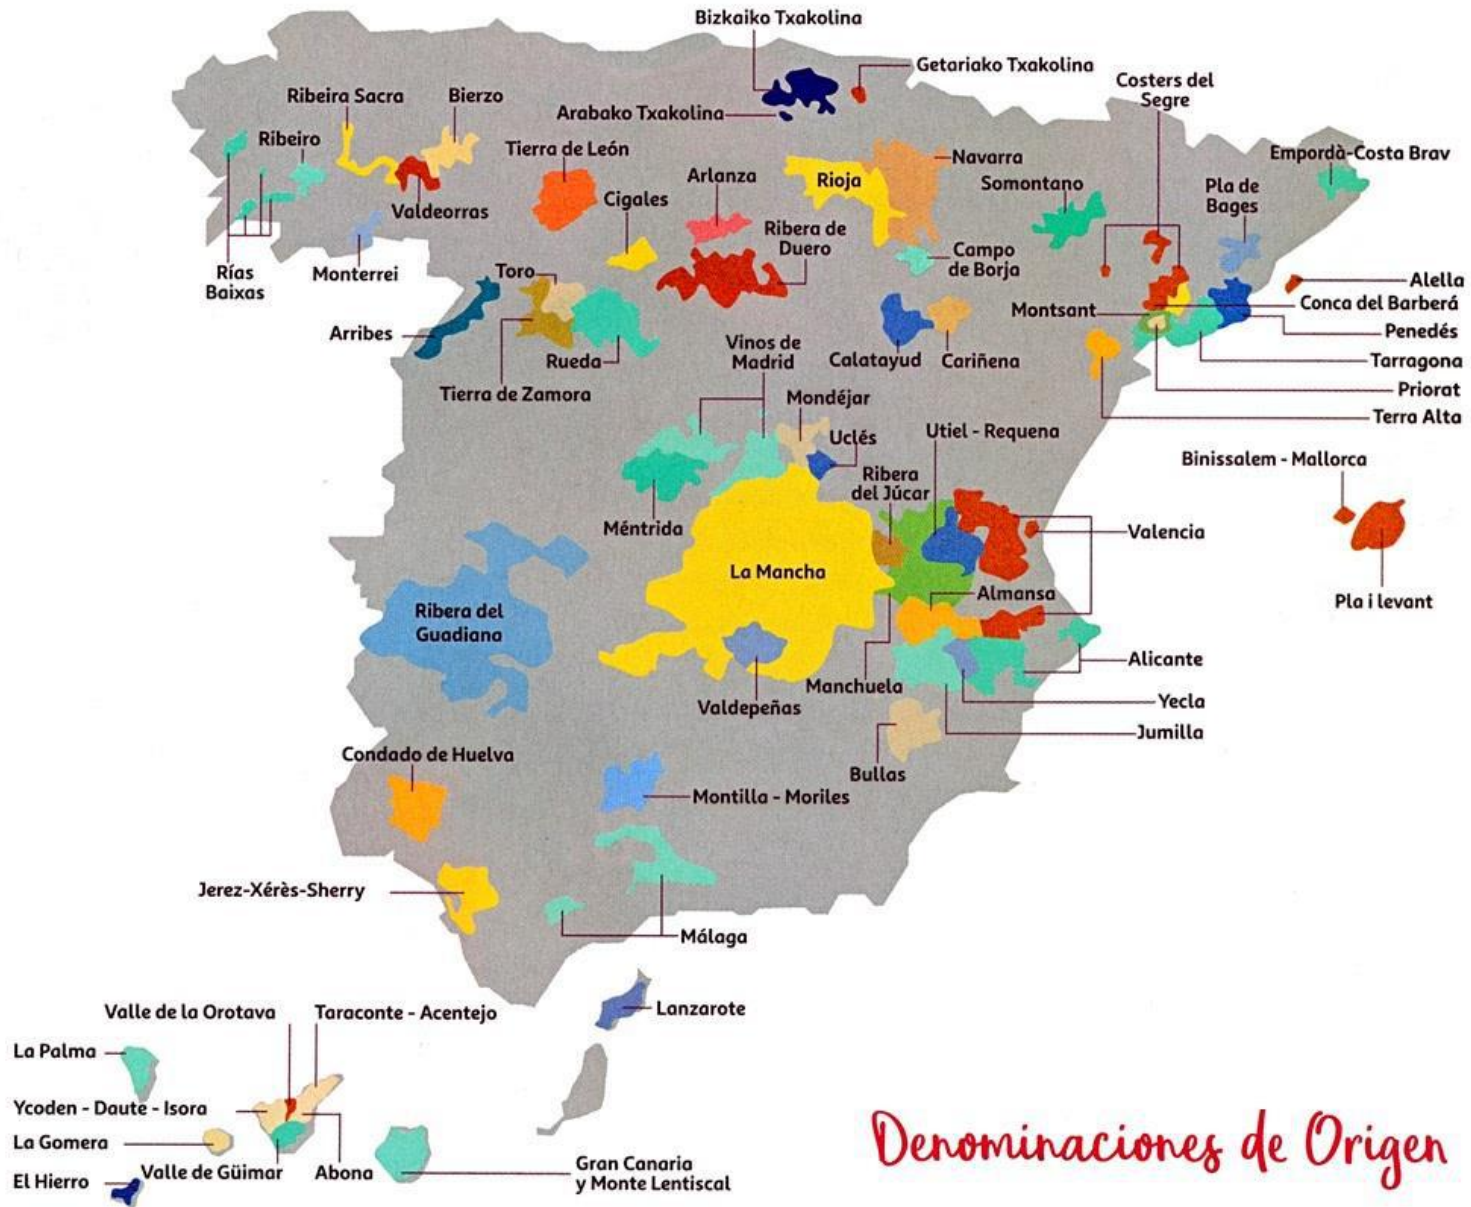 Bizkaiko Txakolina
Getariako Txakolina
Costers del
Segre
Ribeira Sacra
Bierzo
Arabako Txakolina
Ribeiro
Tierra de León
Arlanza
Rioja
Navarra
Somontano
Empordà-Costa Brav
Pla de
Bages
Cigales
Valdeorras
Ribera de
Duero
Campo
de Borja
Rías
Baixas
Monterrei
Toro
Alella
Montsant
Conca del Barberá
Arribes
Penedés
Rueda
Vinos de
Madrid
Calatayud
Cariñena
Tarragona
Tierra de Zamora
Priorat
Mondéjar
Terra Alta
Uclés
Utiel - Requena
Binissalem - Mallorca
Ribera
del Júcar
Méntrida
Valencia
La Mancha
Almansa
Pla i levant
Ribera del
Guadiana
Alicante
Manchuela
Valdepeñas
Yecla
Jumilla
Condado de Huelva
Bullas
Montilla - Moriles
Jerez-Xérès-Sherry
Málaga
Lanzarote
Valle de la Orotava
Taraconte - Acentejo
La Palma
Ycoden - Daute - Isora
La Gomera
Valle de Güimar
Abona
El Hierro
Gran Canaria
y Monte Lentiscal
Denominaciones de Origen